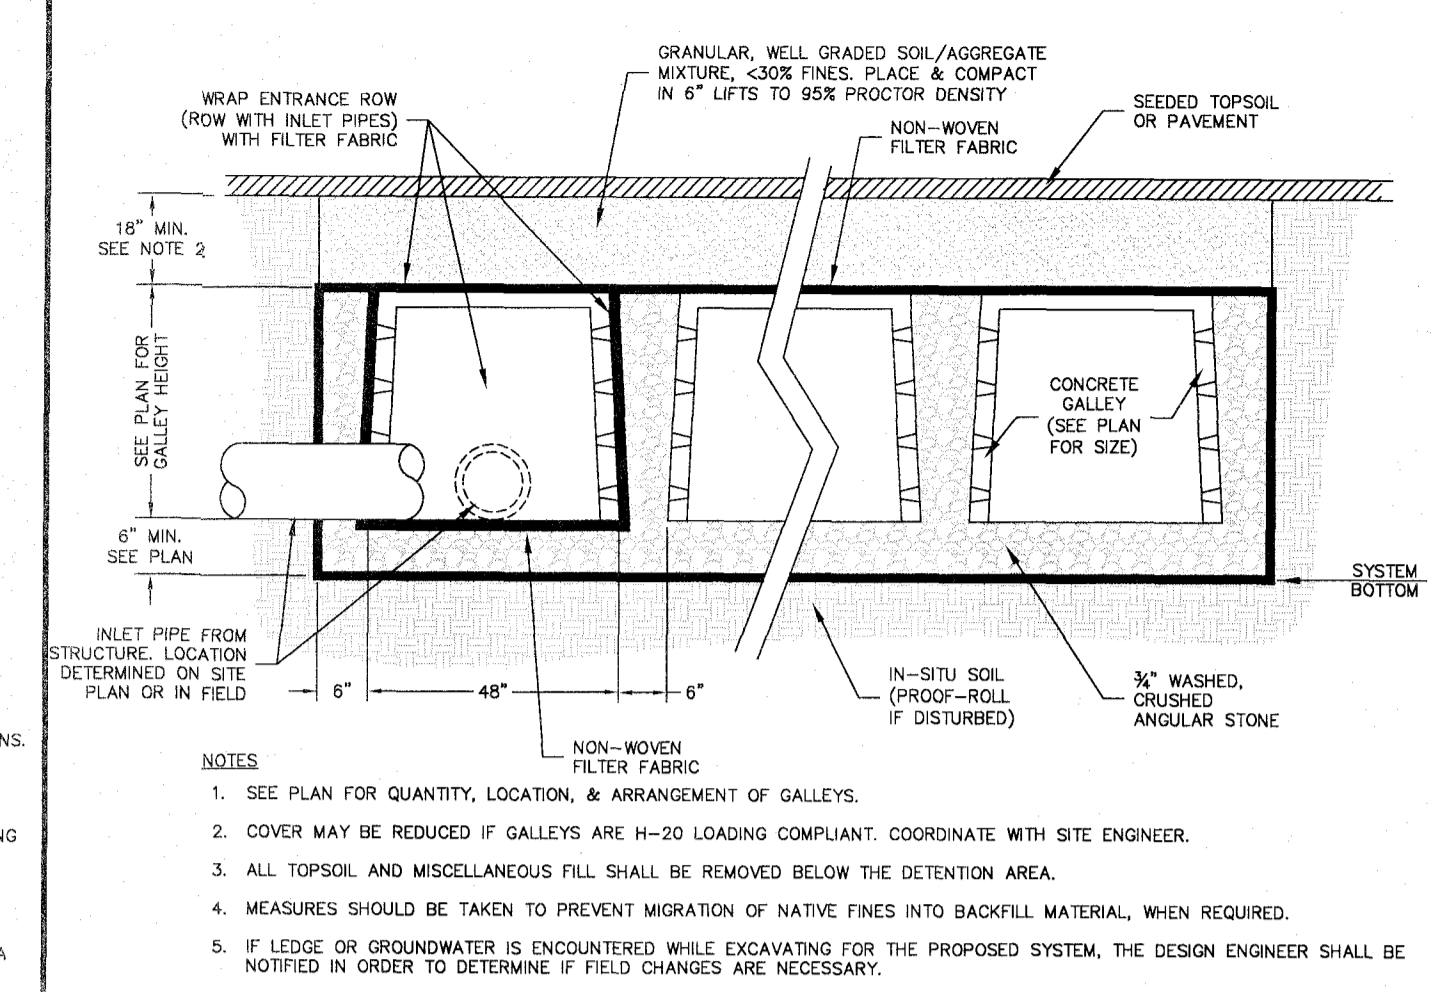 GRANULAR, WELL GRADED SOIL/AGGREGATE
MIXTURE, <30% FINES. PLACE & COMPACT
IN 6" LIFTS TO 95% PROCTOR DENSITY
WRAP ENTRANCE ROW
(ROW WITH INLET PIPES)
WITH FILTER FABRIC
SEEDED TOPSOIL
OR PAVEMENT
NON-WOVEN
FILTER FABRIC
18" MIN.
SEE NOTE 2
SEE PLAN FOR
GALLEY HEIGHT
CONCRETE
GALLEY
(SEE PLAN
FOR SIZE)
6" MIN.
SEE PLAN
SYSTEM
BOTTOM
INLET PIPE FROM
STRUCTURE. LOCATION
DETERMINED ON SITE
PLAN OR IN FIELD
6"
48"
6"
IN-SITU SOIL
(PROOF-ROLL
IF DISTURBED)
¾" WASHED,
CRUSHED
ANGULAR STONE
NON-WOVEN
FILTER FABRIC
NS.
NG
A
NOTES
1. SEE PLAN FOR QUANTITY, LOCATION, & ARRANGEMENT OF GALLEYS.
2. COVER MAY BE REDUCED IF GALLEYS ARE H-20 LOADING COMPLIANT. COORDINATE WITH SITE ENGINEER.
3. ALL TOPSOIL AND MISCELLANEOUS FILL SHALL BE REMOVED BELOW THE DETENTION AREA.
4. MEASURES SHOULD BE TAKEN TO PREVENT MIGRATION OF NATIVE FINES INTO BACKFILL MATERIAL, WHEN REQUIRED.
5. IF LEDGE OR GROUNDWATER IS ENCOUNTERED WHILE EXCAVATING FOR THE PROPOSED SYSTEM, THE DESIGN ENGINEER SHALL BE
NOTIFIED IN ORDER TO DETERMINE IF FIELD CHANGES ARE NECESSARY.